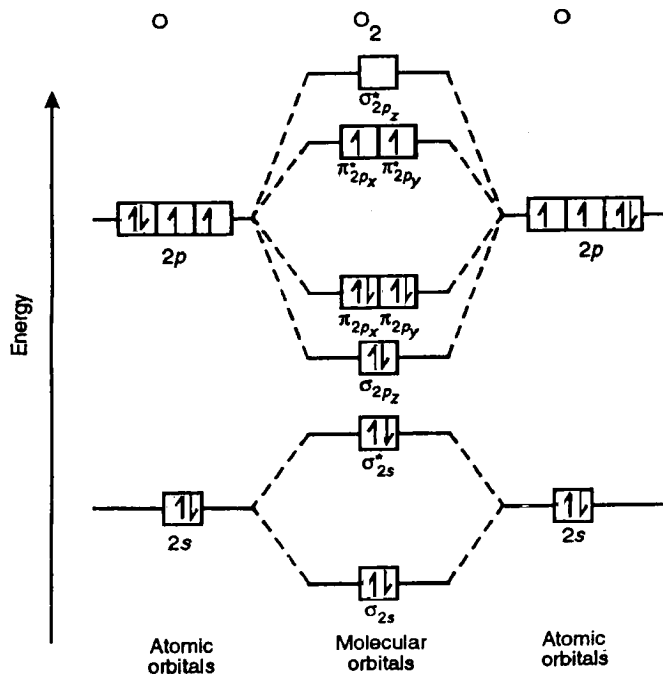 O O₂ O
σ*2pz
π*2px π*2py
2p 2p
π2px π2py
σ2pz
σ*2s
2s 2s
σ2s
Energy
Atomic orbitals
Molecular orbitals
Atomic orbitals